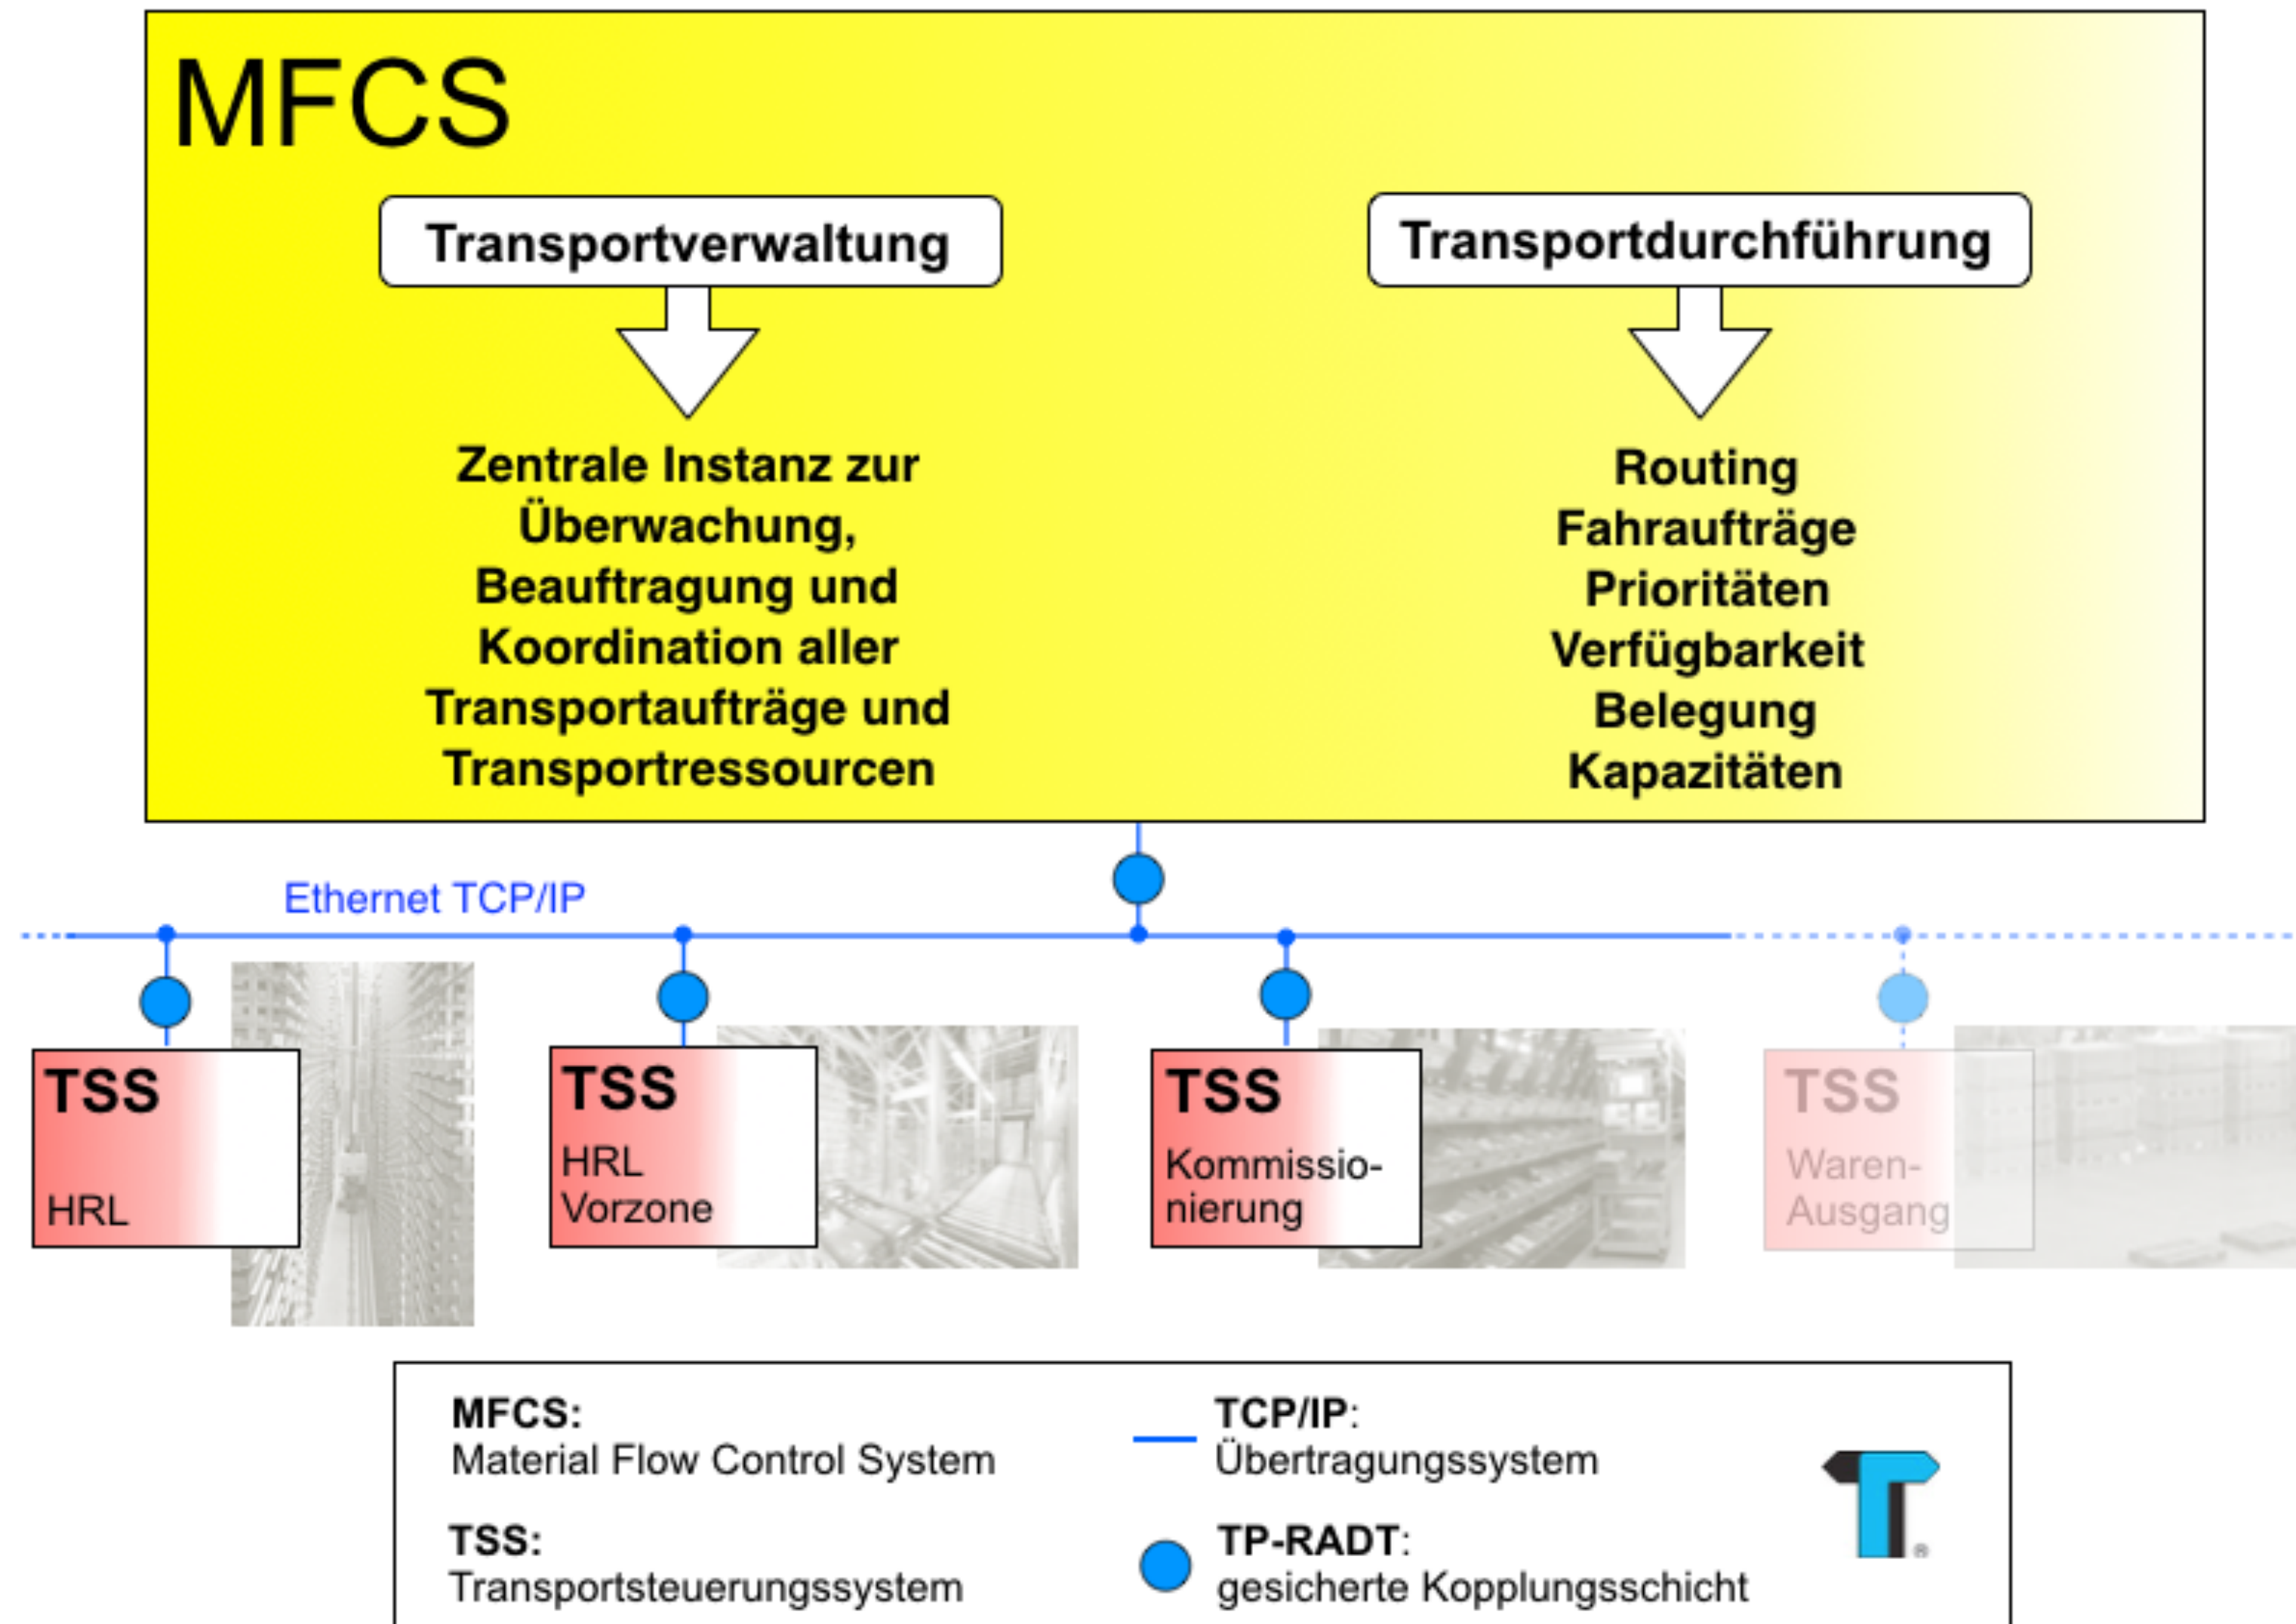 MFCS
Transportverwaltung
Zentrale Instanz zur
Überwachung,
Beauftragung und
Koordination aller
Transportaufträge und
Transportressourcen
Transportdurchführung
Routing
Fahraufträge
Prioritäten
Verfügbarkeit
Belegung
Kapazitäten
Ethernet TCP/IP
TSS
HRL
TSS
HRL
Vorzone
TSS
Kommissio-
nierung
TSS
Waren-
Ausgang
MFCS:
Material Flow Control System
TSS:
Transportsteuerungssystem
TCP/IP:
Übertragungssystem
TP-RADT:
gesicherte Kopplungsschicht
®